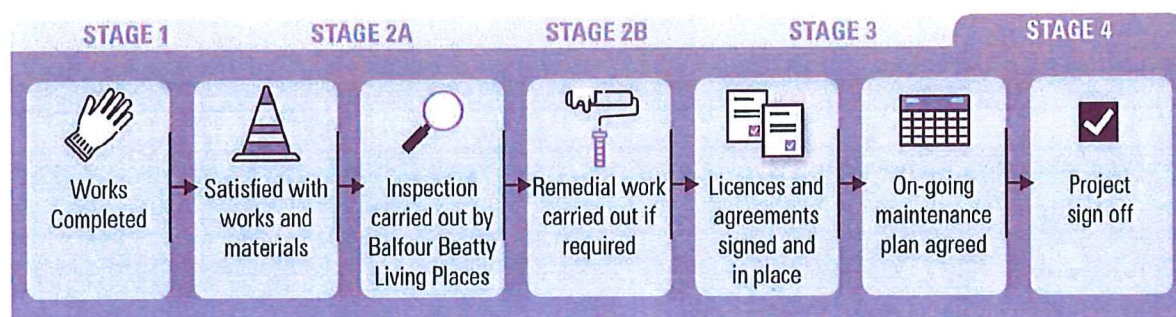 STAGE 1
STAGE 2A
STAGE 2B
STAGE 3
STAGE 4
Works
Completed
Satisfied with
works and
materials
Inspection
carried out by
Balfour Beatty
Living Places
Remedial work
carried out if
required
Licences and
agreements
signed and
in place
On-going
maintenance
plan agreed
Project
sign off